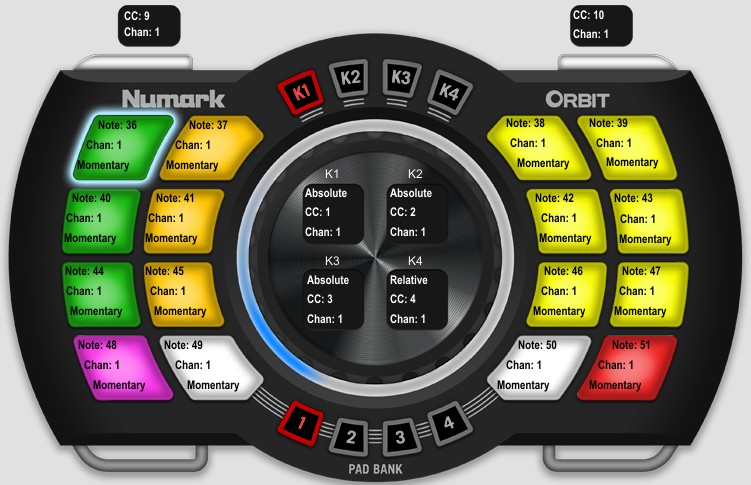 CC: 9
Chan: 1
CC: 10
Chan: 1
Numark
ORBIT
K1
K2
K3
K4
Note: 36
Chan: 1
Momentary
Note: 37
Chan: 1
Momentary
Note: 38
Chan: 1
Momentary
Note: 39
Chan: 1
Momentary
Note: 40
Chan: 1
Momentary
Note: 41
Chan: 1
Momentary
K1
Absolute
CC: 1
Chan: 1
K2
Absolute
CC: 2
Chan: 1
Note: 42
Chan: 1
Momentary
Note: 43
Chan: 1
Momentary
Note: 44
Chan: 1
Momentary
Note: 45
Chan: 1
Momentary
K3
Absolute
CC: 3
Chan: 1
K4
Relative
CC: 4
Chan: 1
Note: 46
Chan: 1
Momentary
Note: 47
Chan: 1
Momentary
Note: 48
Chan: 1
Momentary
Note: 49
Chan: 1
Momentary
Note: 50
Chan: 1
Momentary
Note: 51
Chan: 1
Momentary
1
2
3
4
PAD BANK